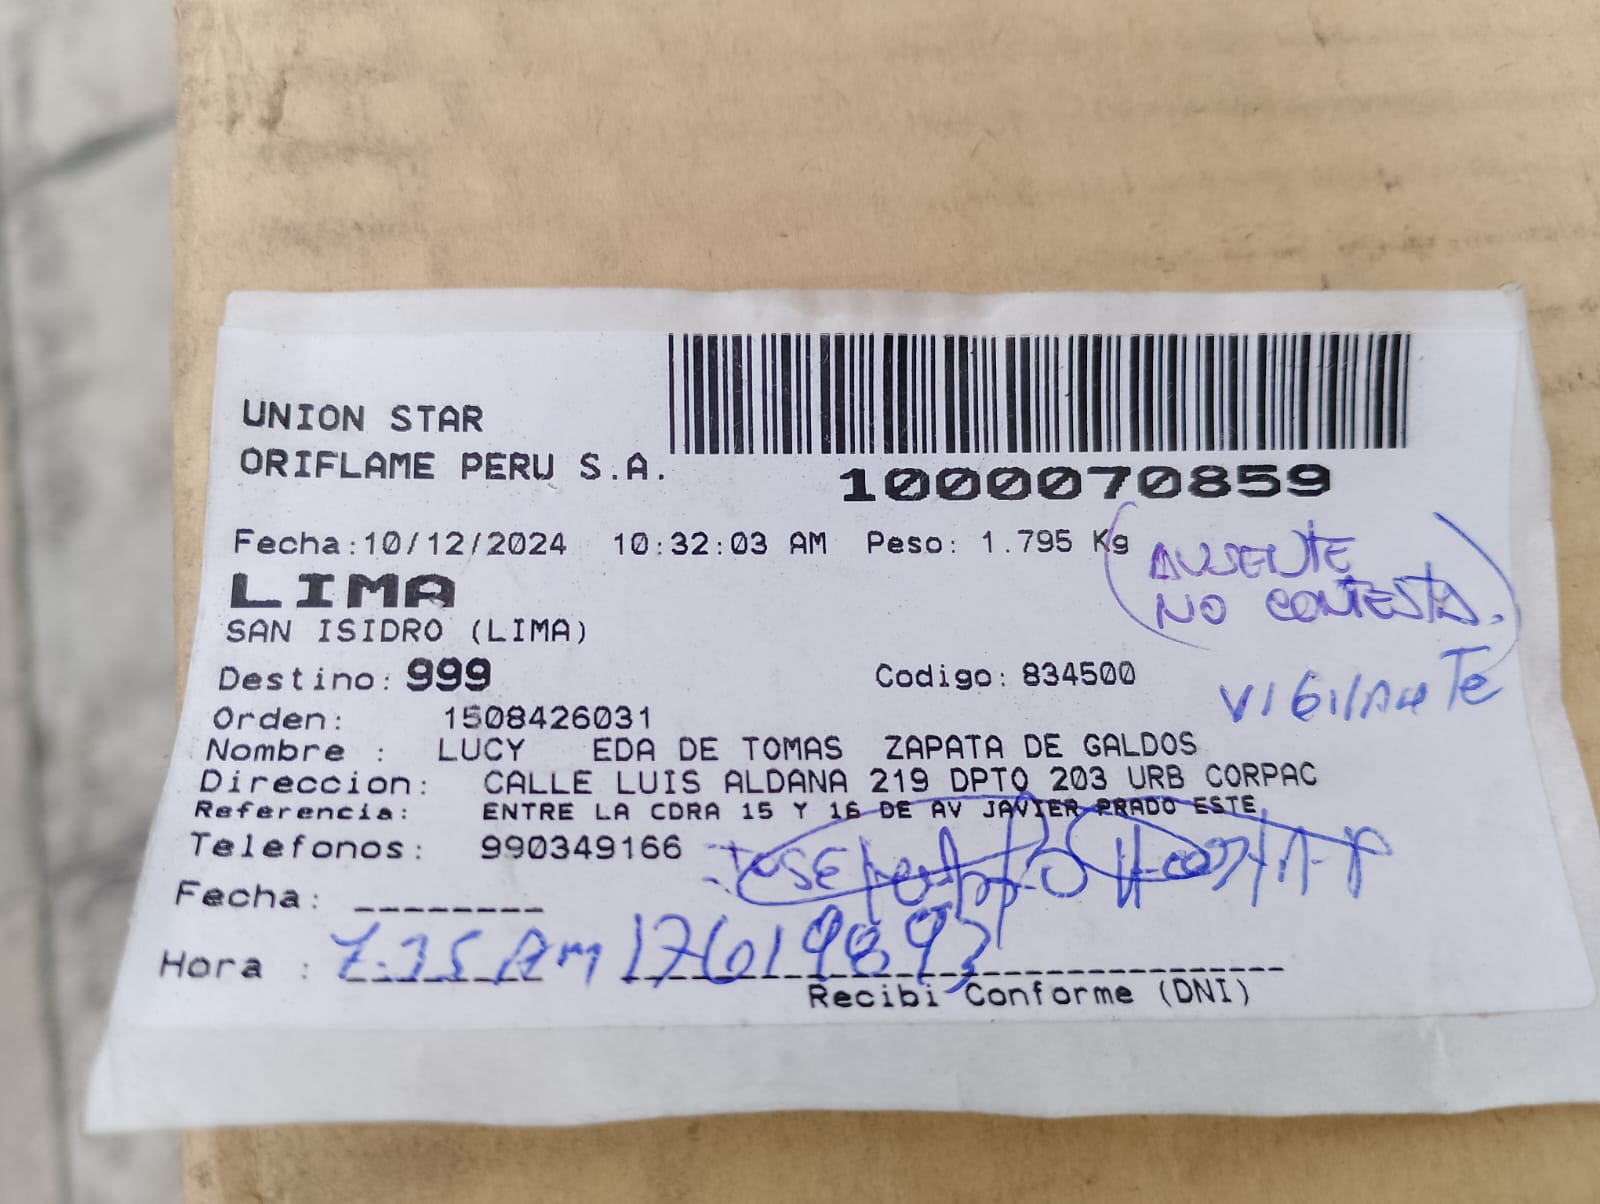 UNION STAR
ORIFLAME PERU S.A.
1000070859
Fecha:10/12/2024 10:32:03 AM Peso: 1.795 Kg
AUSENTE
NO CONTESTA.
LIMA
SAN ISIDRO (LIMA)
Destino: 999 Codigo: 834500
VIGIlAnTe
Orden: 1508426031
Nombre : LUCY EDA DE TOMAS ZAPATA DE GALDOS
Direccion: CALLE LUIS ALDANA 219 DPTO 203 URB CORPAC
Referencia: ENTRE LA CDRA 15 Y 16 DE AV JAVIER PRADO ESTE
Telefonos: 990349166 JOSE
Fecha:
Hora : Am
Recibi Conforme (DNI)